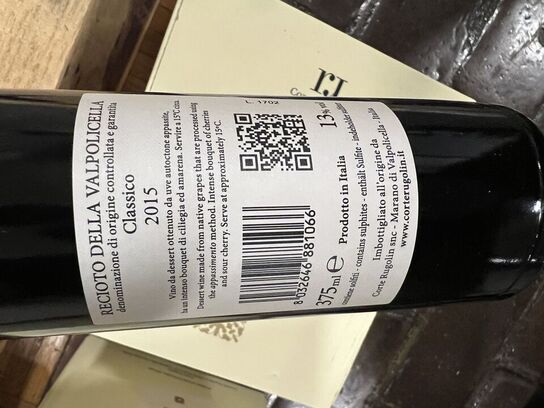 RECIOTO DELLA VALPOLICELLA
denominazione di origine controllata e garantita
Classico
2015
Vino da dessert ottenuto da uve autoctone appassite,
ha un intenso bouquet di ciliegia ed amarena. Servire a 15°C circa
Dessert wine made from native grapes that are processed using
the appassimento method. Intense bouquet of cherries
and sour cherry. Serve at approximately 15°C.
L. 1702
8 032646 881066
375 ml e
13% vol
Prodotto in Italia
contiene solfiti - contains sulphites - enthält Sulfite - indeholder sulfitter
Imbottigliato all'origine da
Corte Rugolin snc - Marano di Valpolicella - Italia
www.corterugolin.it